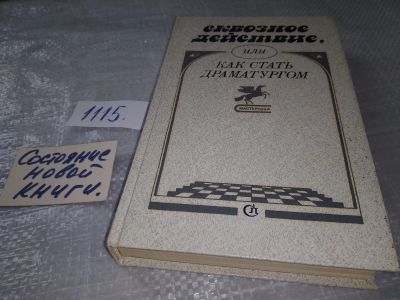 СКВОЗНОЕ
ДЕЙСТВИЕ,
ИЛИ
КАК СТАТЬ
ДРАМАТУРГОМ
МАСТЕРСКАЯ
1115.
Состояние
новой
книги.